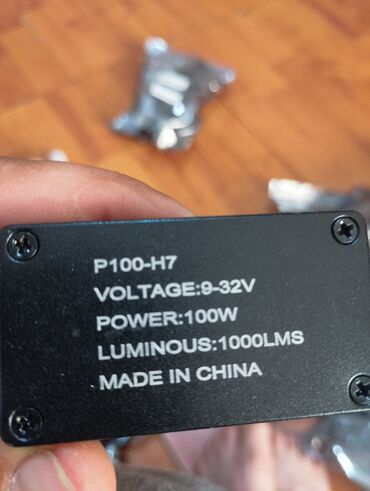 P100-H7
VOLTAGE:9-32V
POWER:100W
LUMINOUS:1000LMS
MADE IN CHINA